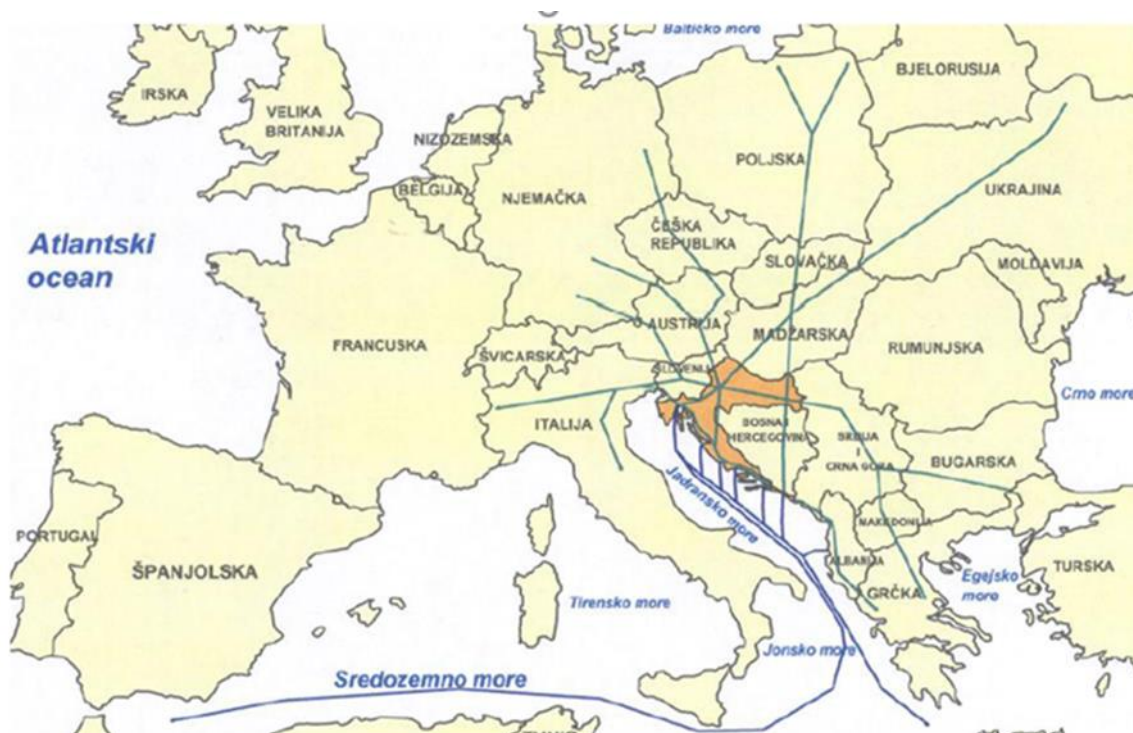 Baltičko more
IRSKA
VELIKA
BRITANIJA
NIZOZEMSKA
BJELORUSIJA
POLJSKA
BELGIJA
NJEMAČKA
UKRAJINA
ČEŠKA
REPUBLIKA
Atlantski
ocean
SLOVAČKA
MOLDAVIJA
AUSTRIJA
MADŽARSKA
FRANCUSKA
RUMUNJSKA
ŠVICARSKA
SLOVENIJ
Crno more
ITALIJA
BOSNA I
HERCEGOVINA
SRBIJA
I
CRNA GORA
BUGARSKA
Jadransko more
PORTUGAL
MAKEDONIJA
ŠPANJOLSKA
ALBANIJA
TURSKA
Egejsko
more
GRČKA
Tirensko more
Jonsko more
Sredozemno more